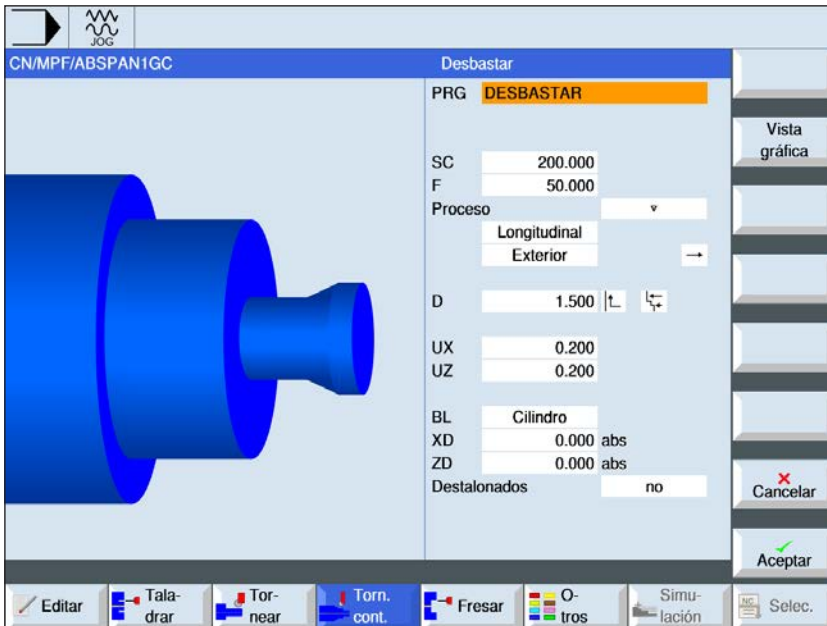 JOG
CN/MPF/ABSPAN1GC
Desbastar
PRG DESBASTAR
SC 200.000
F 50.000
Proceso ▿
Longitudinal
Exterior →
D 1.500
UX 0.200
UZ 0.200
BL Cilindro
XD 0.000 abs
ZD 0.000 abs
Destalonados no
Vista
gráfica
Cancelar
Aceptar
Editar
Tala-
drar
Tor-
near
Torn.
cont.
Fresar
O-
tros
Simu-
lación
NC
Selec.